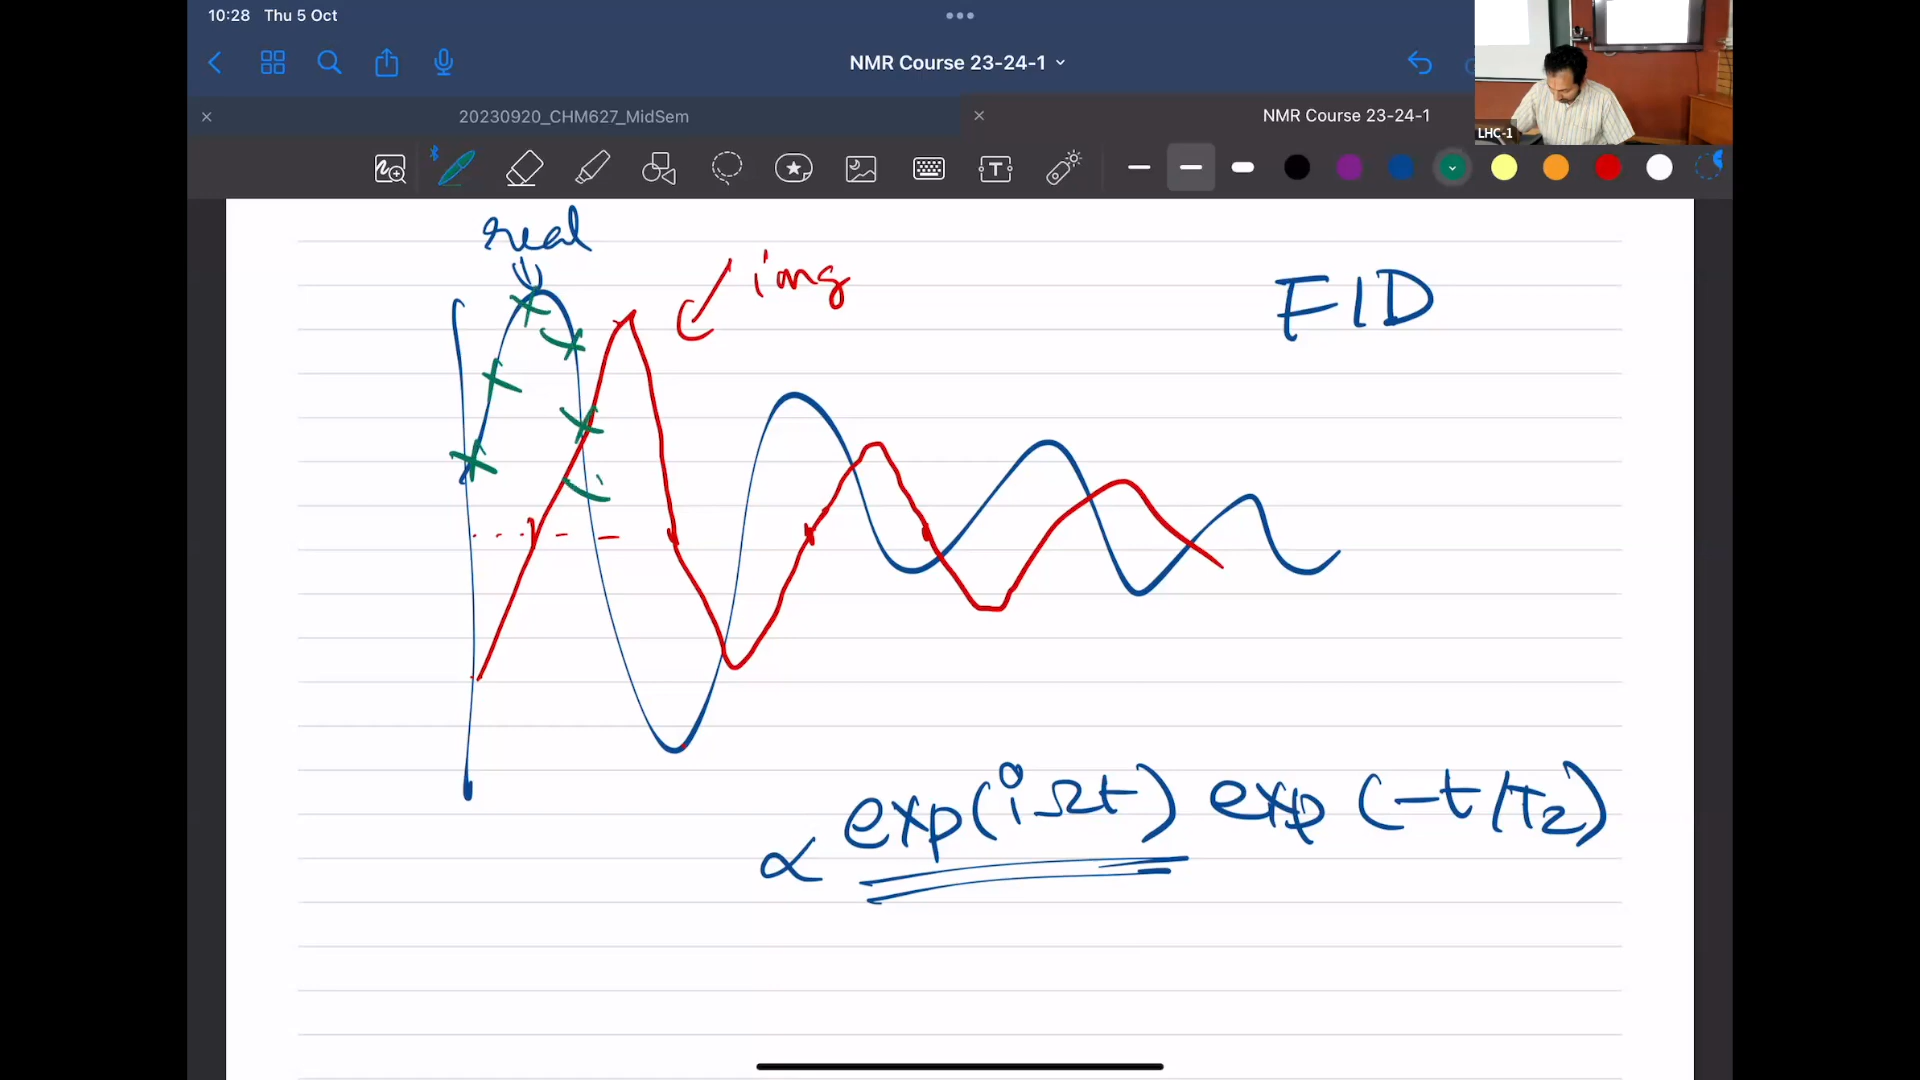 10:28 Thu 5 Oct
NMR Course 23-24-1
20230920_CHM627_MidSem
NMR Course 23-24-1
LHC-1
T
real
img
FID
∝ exp(iΩt) exp(-t/T2)